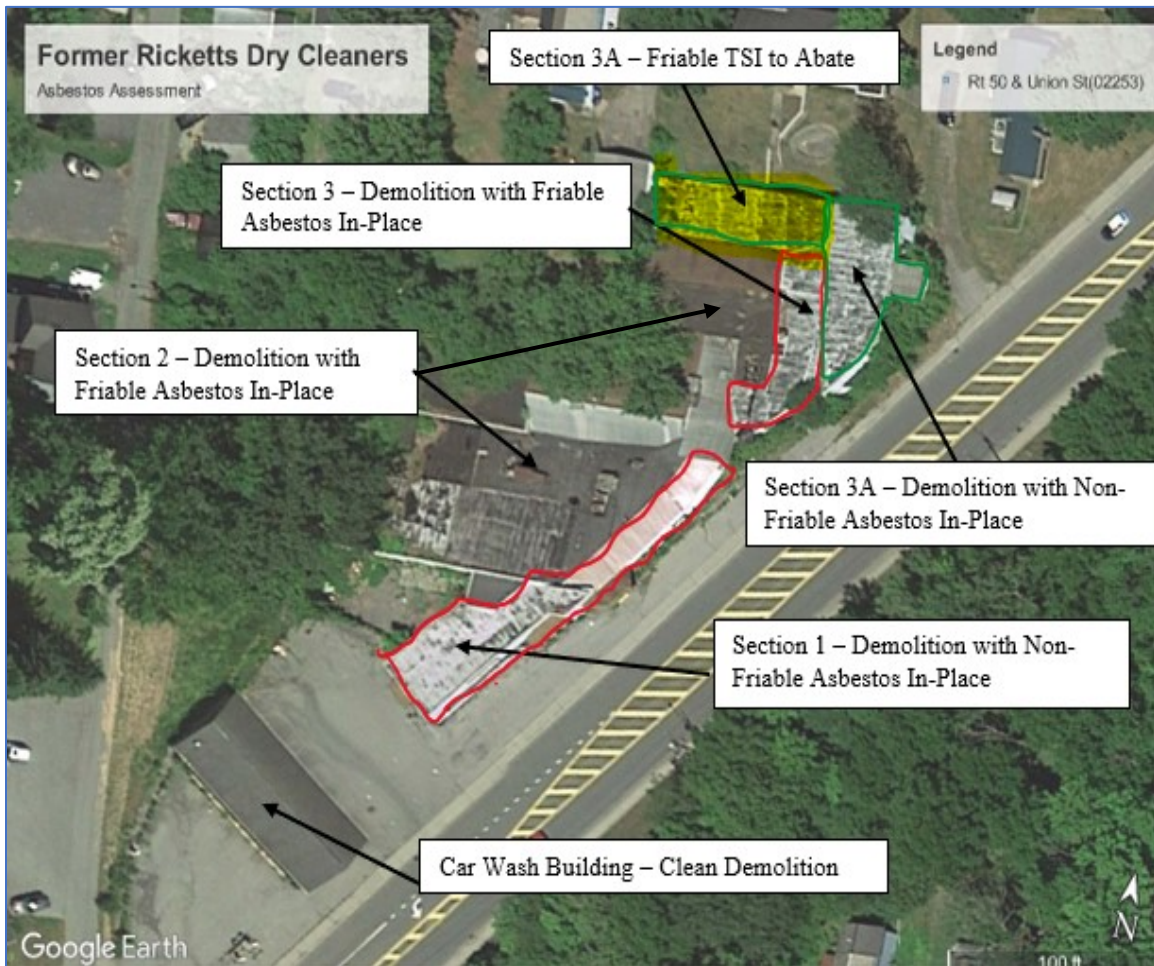 Former Ricketts Dry Cleaners
Asbestos Assessment
Section 3A – Friable TSI to Abate
Legend
Rt 50 & Union St(02253)
Section 3 – Demolition with Friable
Asbestos In-Place
Section 2 – Demolition with
Friable Asbestos In-Place
Section 3A – Demolition with Non-
Friable Asbestos In-Place
Section 1 – Demolition with Non-
Friable Asbestos In-Place
Car Wash Building – Clean Demolition
N
Google Earth
100 ft